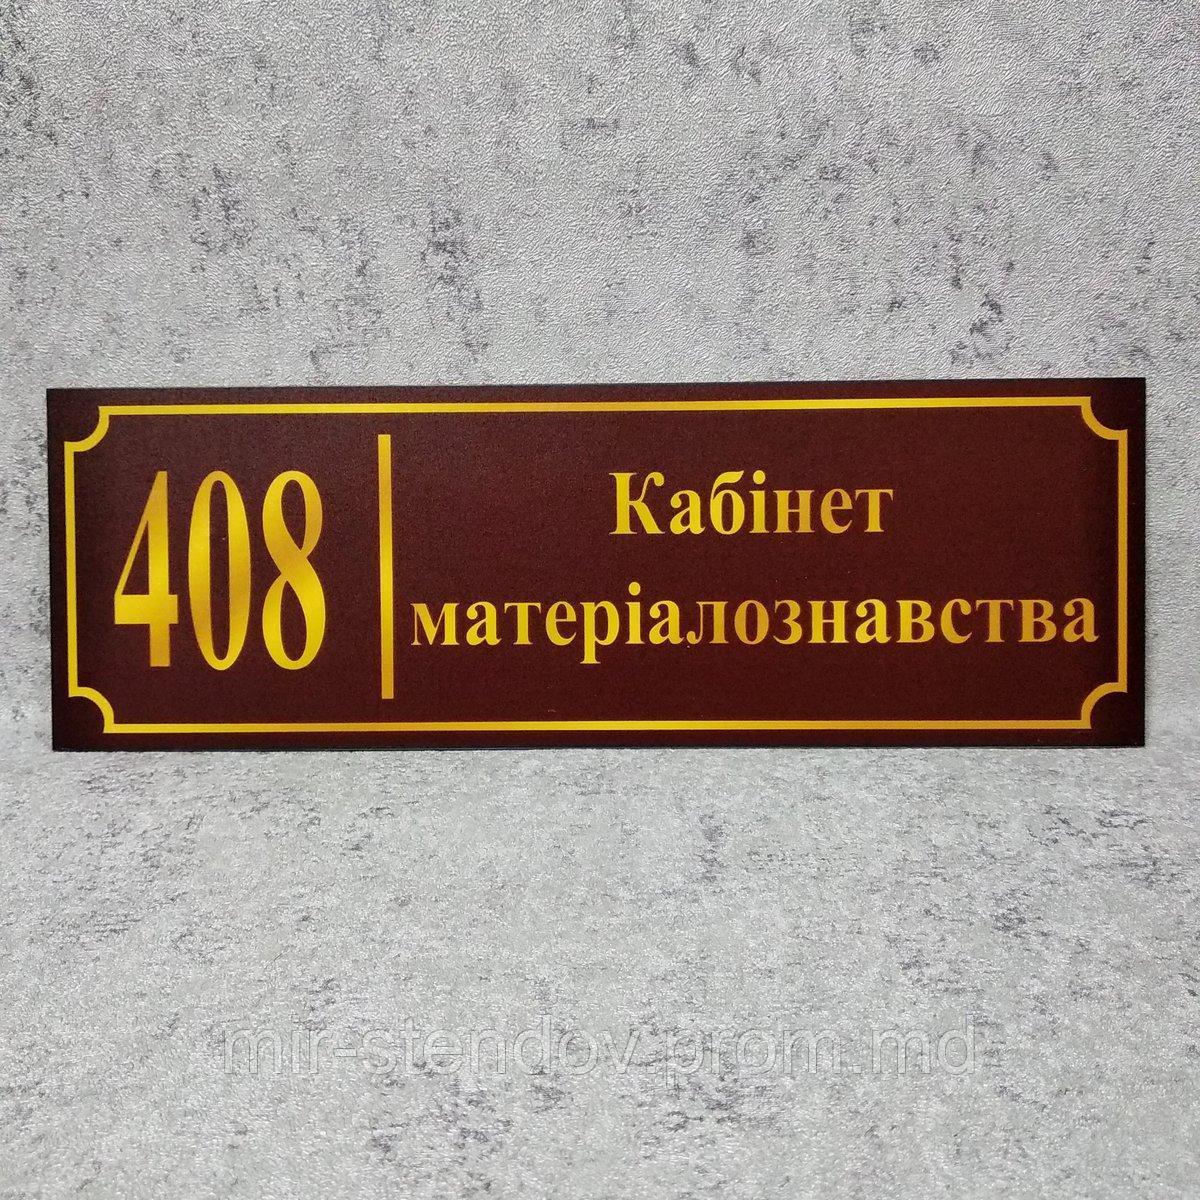 408
Кабінет
матеріалознавства
mir-stendov.prom.md